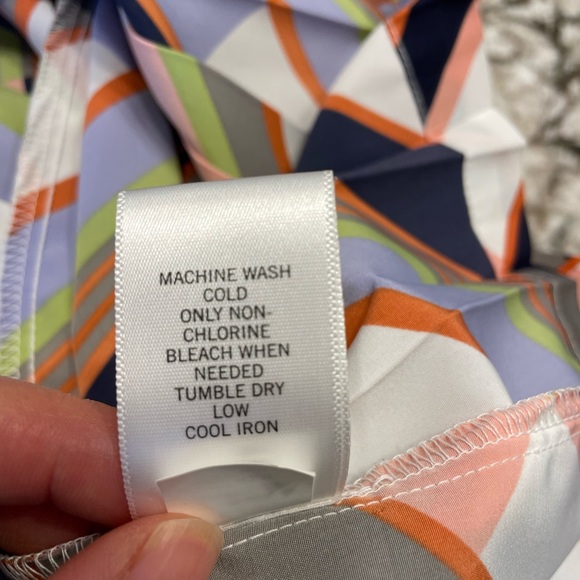 MACHINE WASH
COLD
ONLY NON-
CHLORINE
BLEACH WHEN
NEEDED
TUMBLE DRY
LOW
COOL IRON